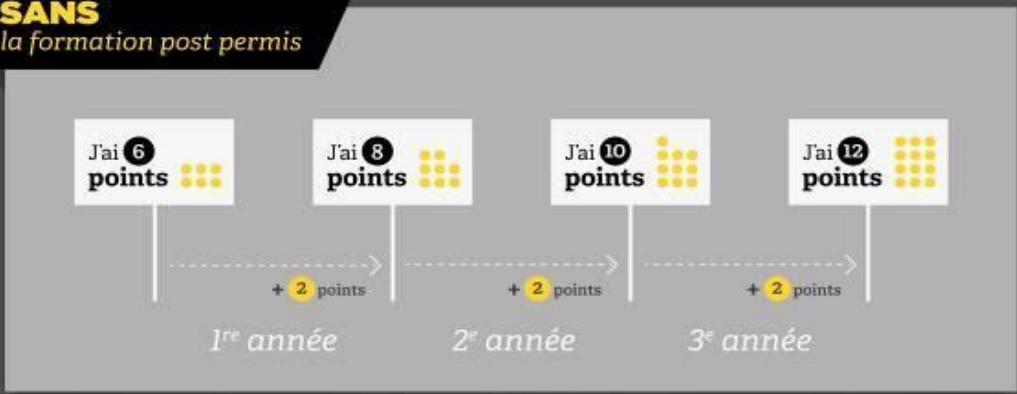 SANS
la formation post permis
J'ai 6
points
J'ai 8
points
J'ai 10
points
J'ai 12
points
+ 2 points
+ 2 points
+ 2 points
1re année
2e année
3e année